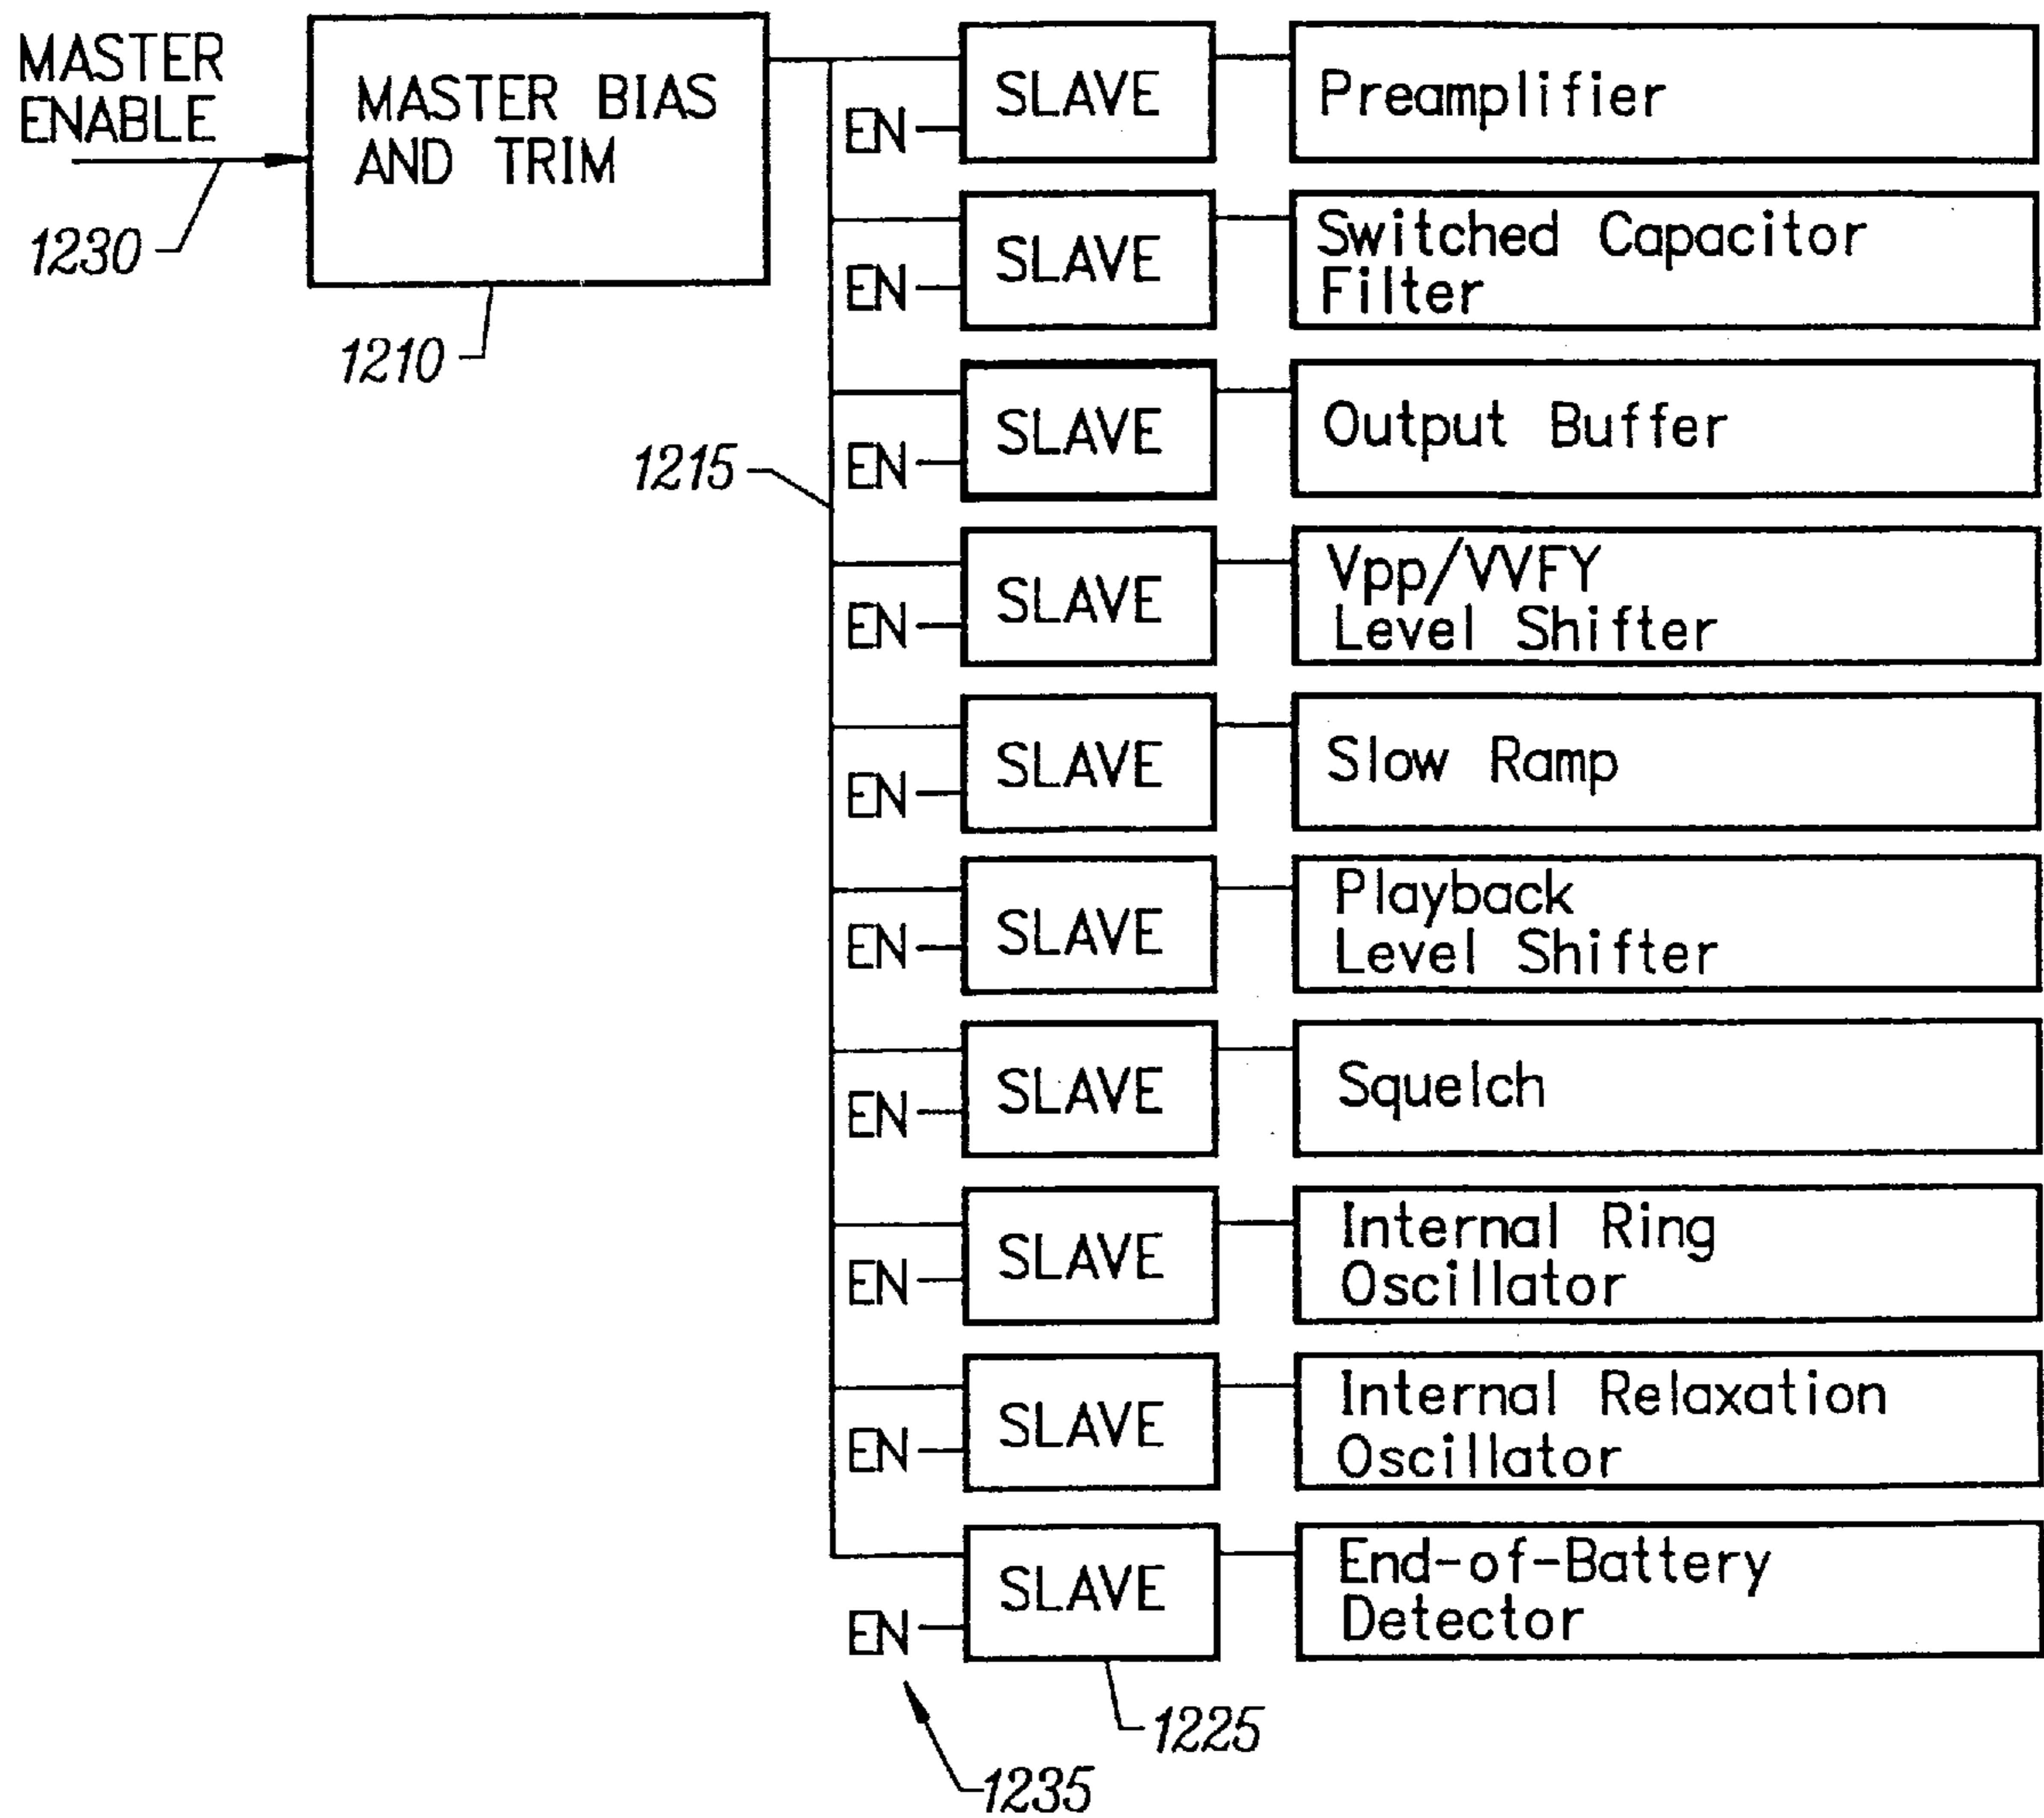 MASTER
ENABLE
1230
MASTER BIAS
AND TRIM
1210
1215
EN
SLAVE
Preamplifier
EN
SLAVE
Switched Capacitor
Filter
EN
SLAVE
Output Buffer
EN
SLAVE
Vpp/VVFY
Level Shifter
EN
SLAVE
Slow Ramp
EN
SLAVE
Playback
Level Shifter
EN
SLAVE
Squelch
EN
SLAVE
Internal Ring
Oscillator
EN
SLAVE
Internal Relaxation
Oscillator
EN
SLAVE
End-of-Battery
Detector
1225
1235